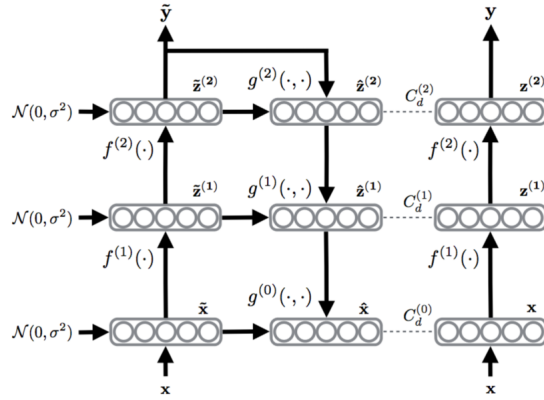 ỹ y
z̃⁽²⁾ g⁽²⁾(·,·) ẑ⁽²⁾ z⁽²⁾
𝒩(0, σ²) C_d⁽²⁾
f⁽²⁾(·) f⁽²⁾(·)
z̃⁽¹⁾ g⁽¹⁾(·,·) ẑ⁽¹⁾ z⁽¹⁾
𝒩(0, σ²) C_d⁽¹⁾
f⁽¹⁾(·) f⁽¹⁾(·)
x̃ g⁽⁰⁾(·,·) x̂ x
𝒩(0, σ²) C_d⁽⁰⁾
x x